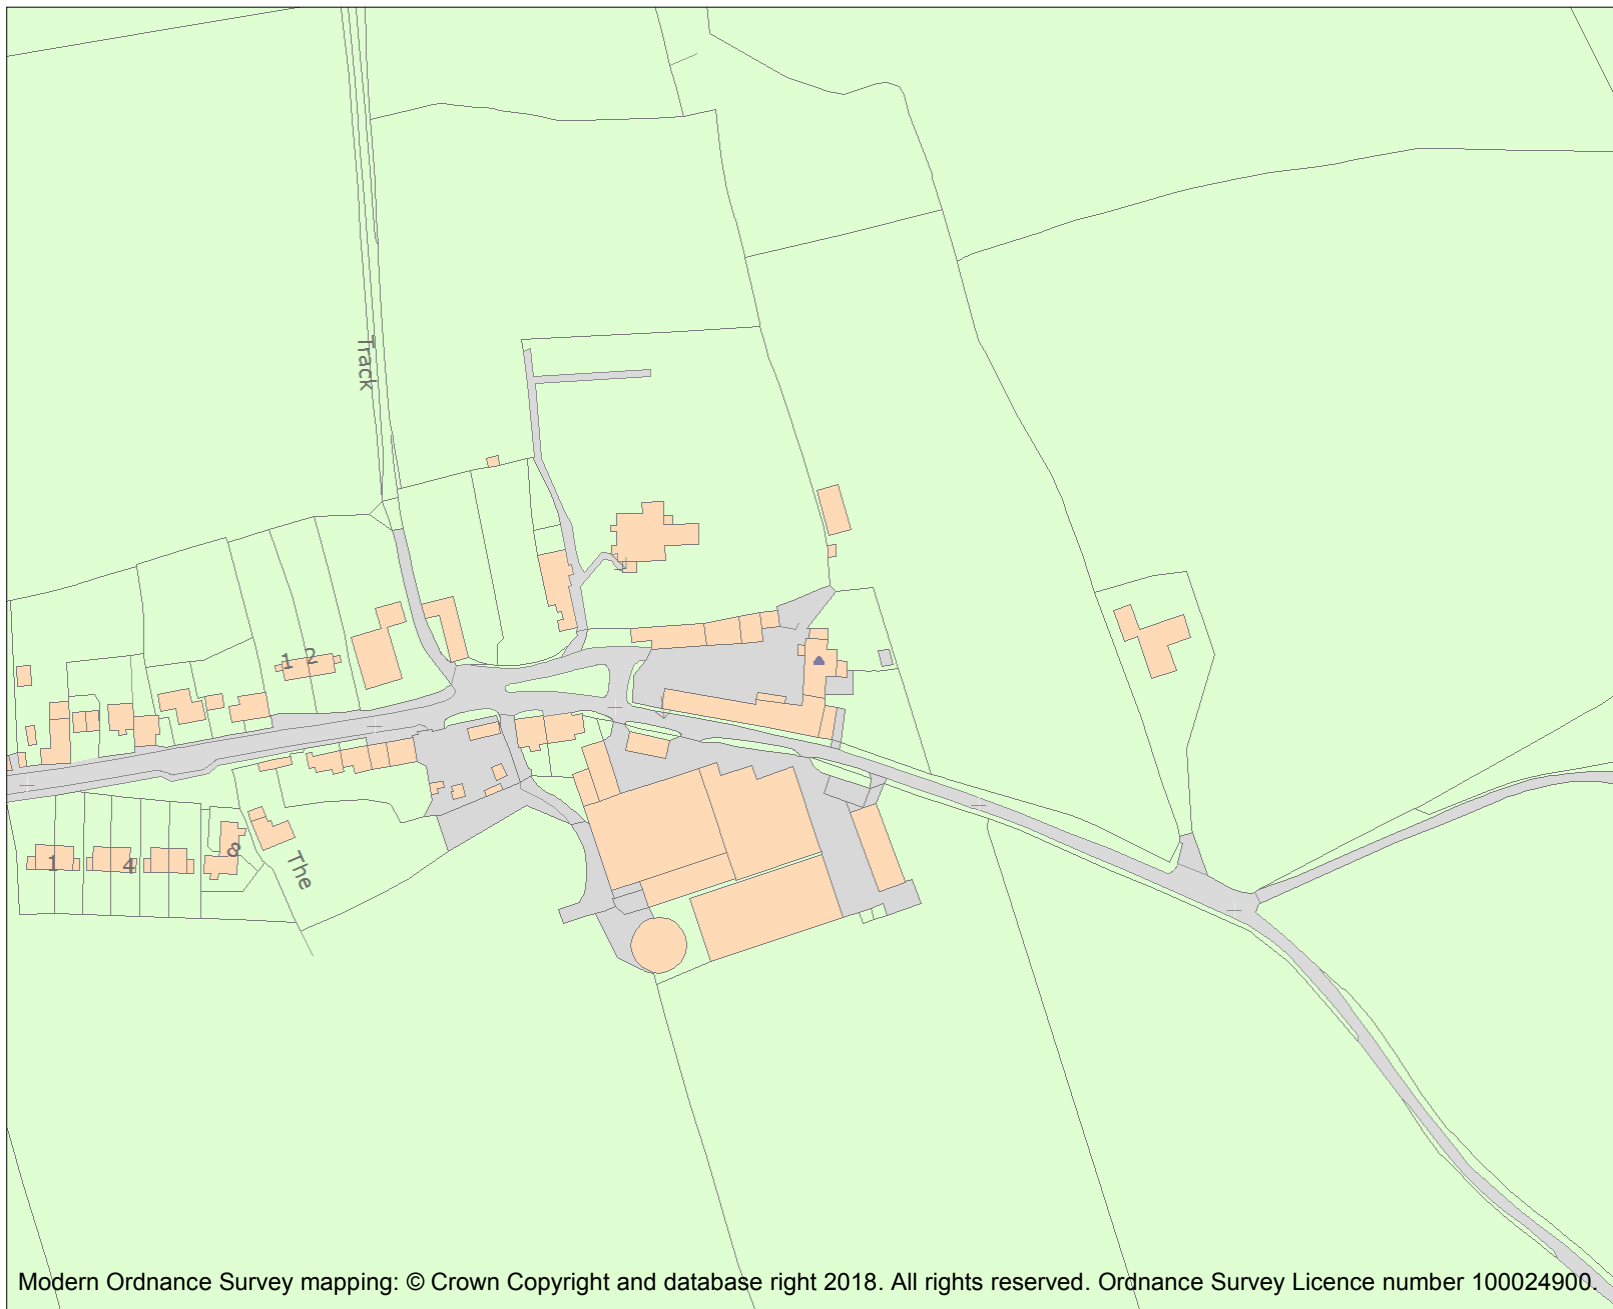 Track
1 2
1
4
8
The
Modern Ordnance Survey mapping: © Crown Copyright and database right 2018. All rights reserved. Ordnance Survey Licence number 100024900.